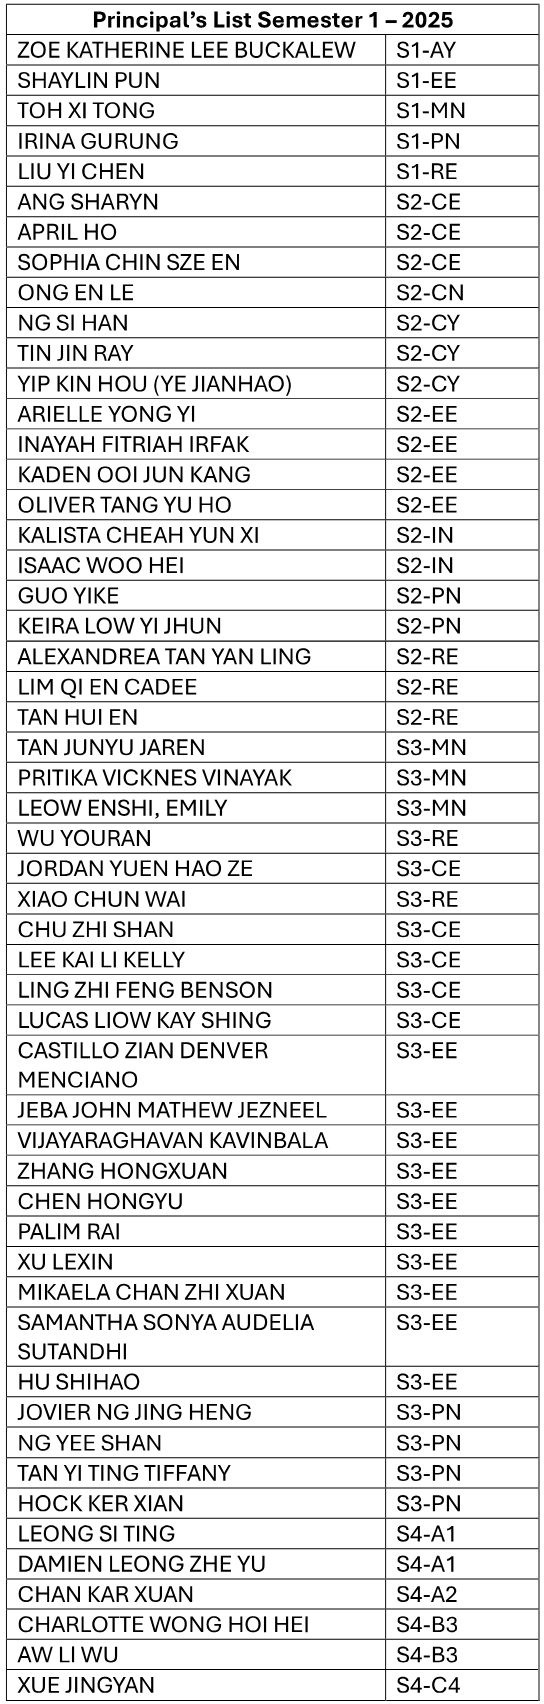 Principal’s List Semester 1 – 2025
ZOE KATHERINE LEE BUCKALEW S1-AY
SHAYLIN PUN S1-EE
TOH XI TONG S1-MN
IRINA GURUNG S1-PN
LIU YI CHEN S1-RE
ANG SHARYN S2-CE
APRIL HO S2-CE
SOPHIA CHIN SZE EN S2-CE
ONG EN LE S2-CN
NG SI HAN S2-CY
TIN JIN RAY S2-CY
YIP KIN HOU (YE JIANHAO) S2-CY
ARIELLE YONG YI S2-EE
INAYAH FITRIAH IRFAK S2-EE
KADEN OOI JUN KANG S2-EE
OLIVER TANG YU HO S2-EE
KALISTA CHEAH YUN XI S2-IN
ISAAC WOO HEI S2-IN
GUO YIKE S2-PN
KEIRA LOW YI JHUN S2-PN
ALEXANDREA TAN YAN LING S2-RE
LIM QI EN CADEE S2-RE
TAN HUI EN S2-RE
TAN JUNYU JAREN S3-MN
PRITIKA VICKNES VINAYAK S3-MN
LEOW ENSHI, EMILY S3-MN
WU YOURAN S3-RE
JORDAN YUEN HAO ZE S3-CE
XIAO CHUN WAI S3-RE
CHU ZHI SHAN S3-CE
LEE KAI LI KELLY S3-CE
LING ZHI FENG BENSON S3-CE
LUCAS LIOW KAY SHING S3-CE
CASTILLO ZIAN DENVER S3-EE
MENCIANO
JEBA JOHN MATHEW JEZNEEL S3-EE
VIJAYARAGHAVAN KAVINBALA S3-EE
ZHANG HONGXUAN S3-EE
CHEN HONGYU S3-EE
PALIM RAI S3-EE
XU LEXIN S3-EE
MIKAELA CHAN ZHI XUAN S3-EE
SAMANTHA SONYA AUDELIA S3-EE
SUTANDHI
HU SHIHAO S3-EE
JOVIER NG JING HENG S3-PN
NG YEE SHAN S3-PN
TAN YI TING TIFFANY S3-PN
HOCK KER XIAN S3-PN
LEONG SI TING S4-A1
DAMIEN LEONG ZHE YU S4-A1
CHAN KAR XUAN S4-A2
CHARLOTTE WONG HOI HEI S4-B3
AW LI WU S4-B3
XUE JINGYAN S4-C4